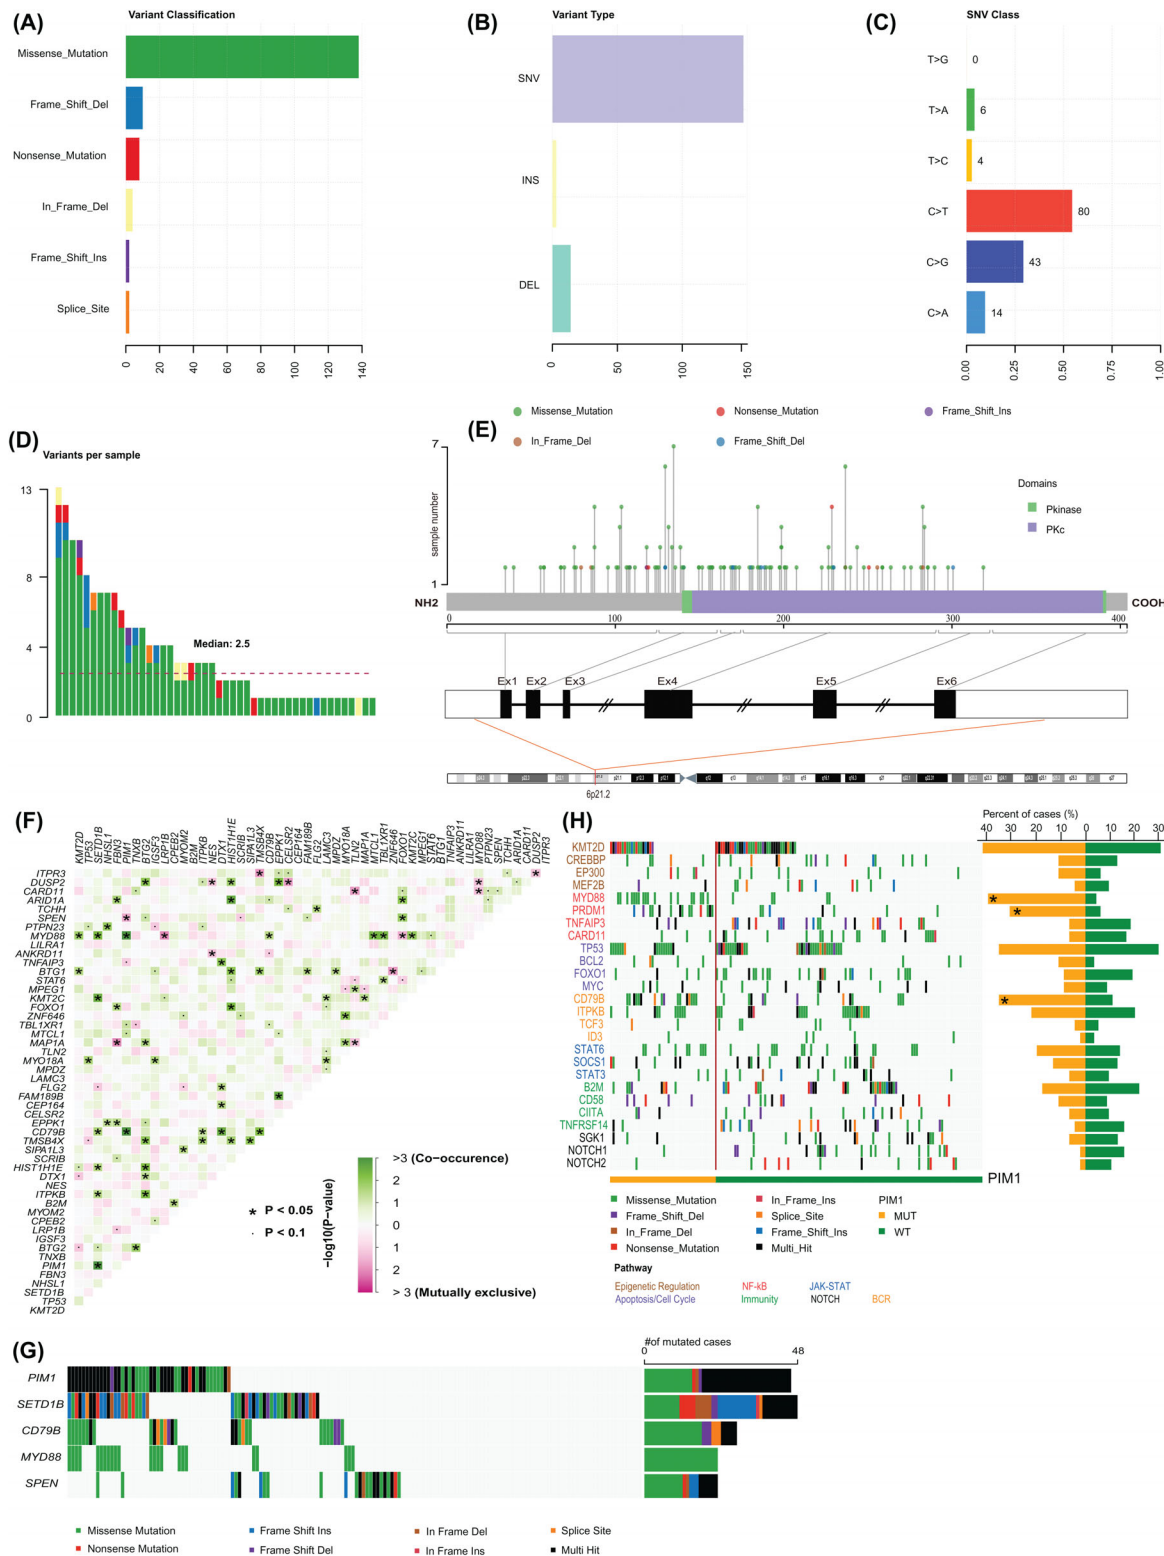 (A)
Variant Classification
Missense_Mutation
Frame_Shift_Del
Nonsense_Mutation
In_Frame_Del
Frame_Shift_Ins
Splice_Site
0 20 40 60 80 100 120 140
(B)
Variant Type
SNV
INS
DEL
0 50 100 150
(C)
SNV Class
T>G 0
T>A 6
T>C 4
C>T 80
C>G 43
C>A 14
0.00 0.25 0.50 0.75 1.00
(D)
Variants per sample
13
8
4
0
Median: 2.5
(E)
Missense_Mutation
Nonsense_Mutation
Frame_Shift_Ins
In_Frame_Del
Frame_Shift_Del
7
sample number
1
Domains
Pkinase
PKc
NH2
COOH
0 100 200 300 400
Ex1 Ex2 Ex3 Ex4 Ex5 Ex6
6p21.2
(F)
KMT2D TP53 SETD1B NHSL1 FBN3 PIM1 TNXB BTG2 IGSF3 LRP1B CPEB2 MYOM2 B2M ITPKB NES DTX1 HIST1H1E SCRIB SIPA1L3 TMSB4X CD79B EPPK1 CELSR2 CEP164 FAM189B FLG2 LAMC3 MPDZ MYO18A TLN2 MAP1A MTCL1 TBL1XR1 ZNF646 FOXO1 KMT2C MPEG1 STAT6 BTG1 TNFAIP3 ANKRD11 LILRA1 MYD88 PTPN23 SPEN TCHH ARID1A CARD11 DUSP2 ITPR3
ITPR3
DUSP2
CARD11
ARID1A
TCHH
SPEN
PTPN23
MYD88
LILRA1
ANKRD11
TNFAIP3
BTG1
STAT6
MPEG1
KMT2C
FOXO1
ZNF646
TBL1XR1
MTCL1
MAP1A
TLN2
MYO18A
MPDZ
LAMC3
FLG2
FAM189B
CEP164
CELSR2
EPPK1
CD79B
TMSB4X
SIPA1L3
SCRIB
HIST1H1E
DTX1
NES
ITPKB
B2M
MYOM2
CPEB2
LRP1B
IGSF3
BTG2
TNXB
PIM1
FBN3
NHSL1
SETD1B
TP53
KMT2D
* P < 0.05
· P < 0.1
−log10(P−value)
>3 (Co−occurence)
2
1
0
1
2
> 3 (Mutually exclusive)
(H)
Percent of cases (%)
40 30 20 10 0 10 20 30
KMT2D
CREBBP
EP300
MEF2B
MYD88
PRDM1
TNFAIP3
CARD11
TP53
BCL2
FOXO1
MYC
CD79B
ITPKB
TCF3
ID3
STAT6
SOCS1
STAT3
B2M
CD58
CIITA
TNFRSF14
SGK1
NOTCH1
NOTCH2
PIM1
Missense_Mutation
In_Frame_Ins
PIM1
Frame_Shift_Del
Splice_Site
MUT
In_Frame_Del
Frame_Shift_Ins
WT
Nonsense_Mutation
Multi_Hit
Pathway
Epigenetic Regulation
NF-kB
JAK-STAT
Apoptosis/Cell Cycle
Immunity
NOTCH
BCR
(G)
#of mutated cases
0 48
PIM1
SETD1B
CD79B
MYD88
SPEN
Missense Mutation
Frame Shift Ins
In Frame Del
Splice Site
Nonsense Mutation
Frame Shift Del
In Frame Ins
Multi Hit